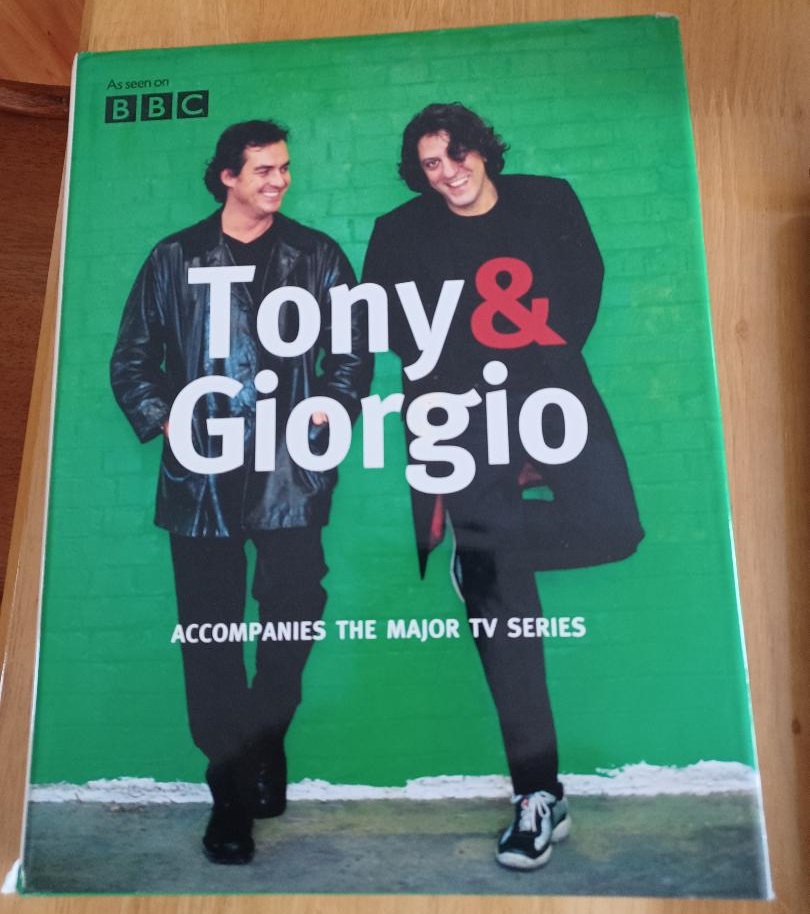 As seen on
BBC
Tony &
Giorgio
ACCOMPANIES THE MAJOR TV SERIES